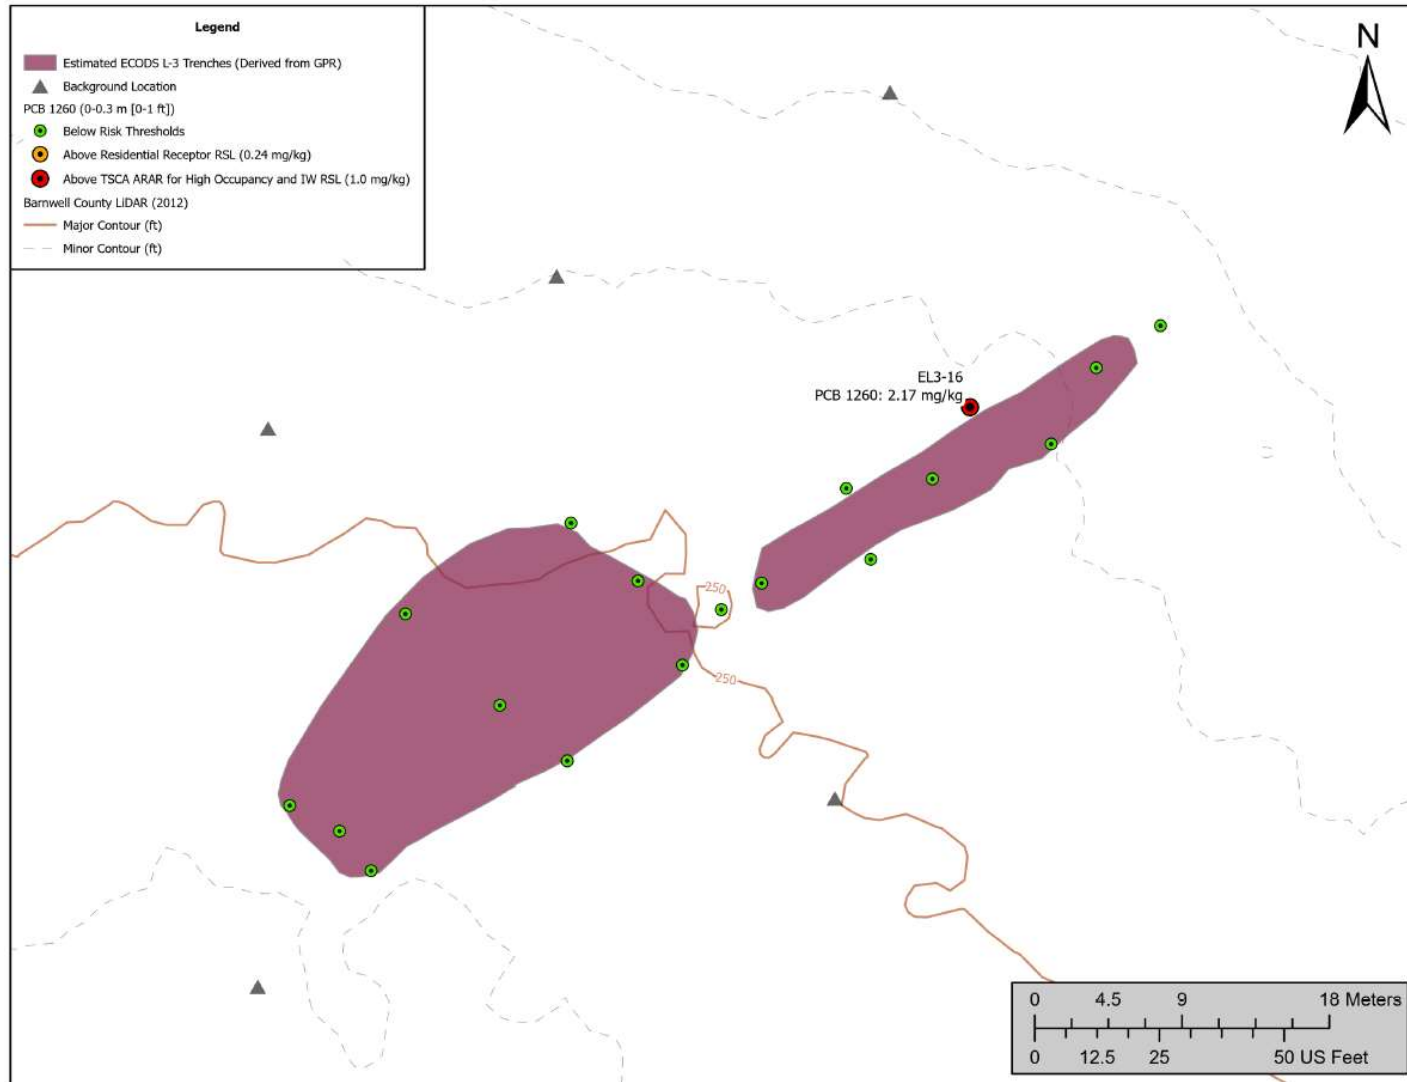 Legend
Estimated ECODS L-3 Trenches (Derived from GPR)
Background Location
PCB 1260 (0-0.3 m [0-1 ft])
Below Risk Thresholds
Above Residential Receptor RSL (0.24 mg/kg)
Above TSCA ARAR for High Occupancy and IW RSL (1.0 mg/kg)
Barnwell County LiDAR (2012)
Major Contour (ft)
Minor Contour (ft)
N
EL3-16
PCB 1260: 2.17 mg/kg
250
250
0 4.5 9 18 Meters
0 12.5 25 50 US Feet